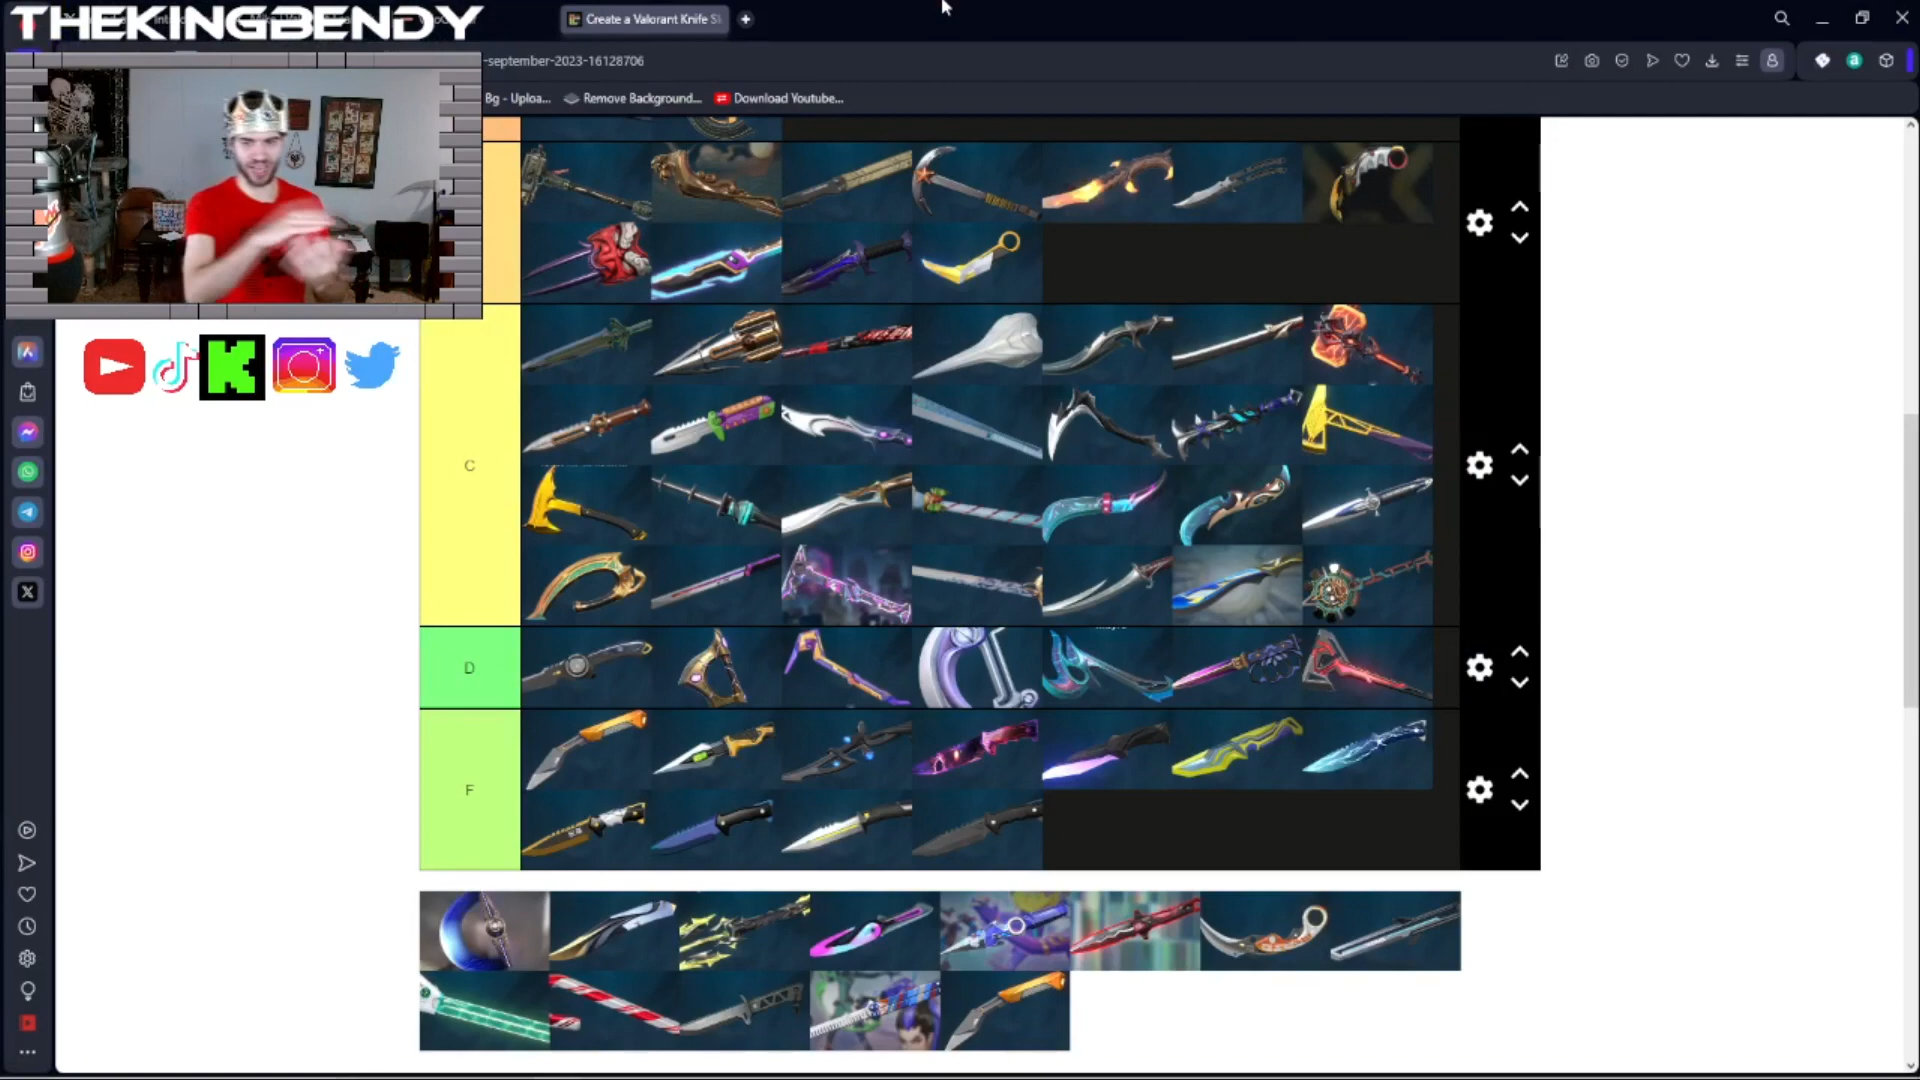 THEKINGBENDY
Create a Valorant Knife S
-september-2023-16128706
Bg - Uploa...
Remove Background...
Download Youtube...
C
D
F